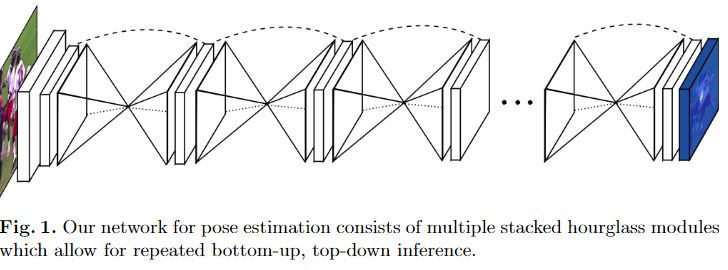 Fig. 1. Our network for pose estimation consists of multiple stacked hourglass modules
which allow for repeated bottom-up, top-down inference.